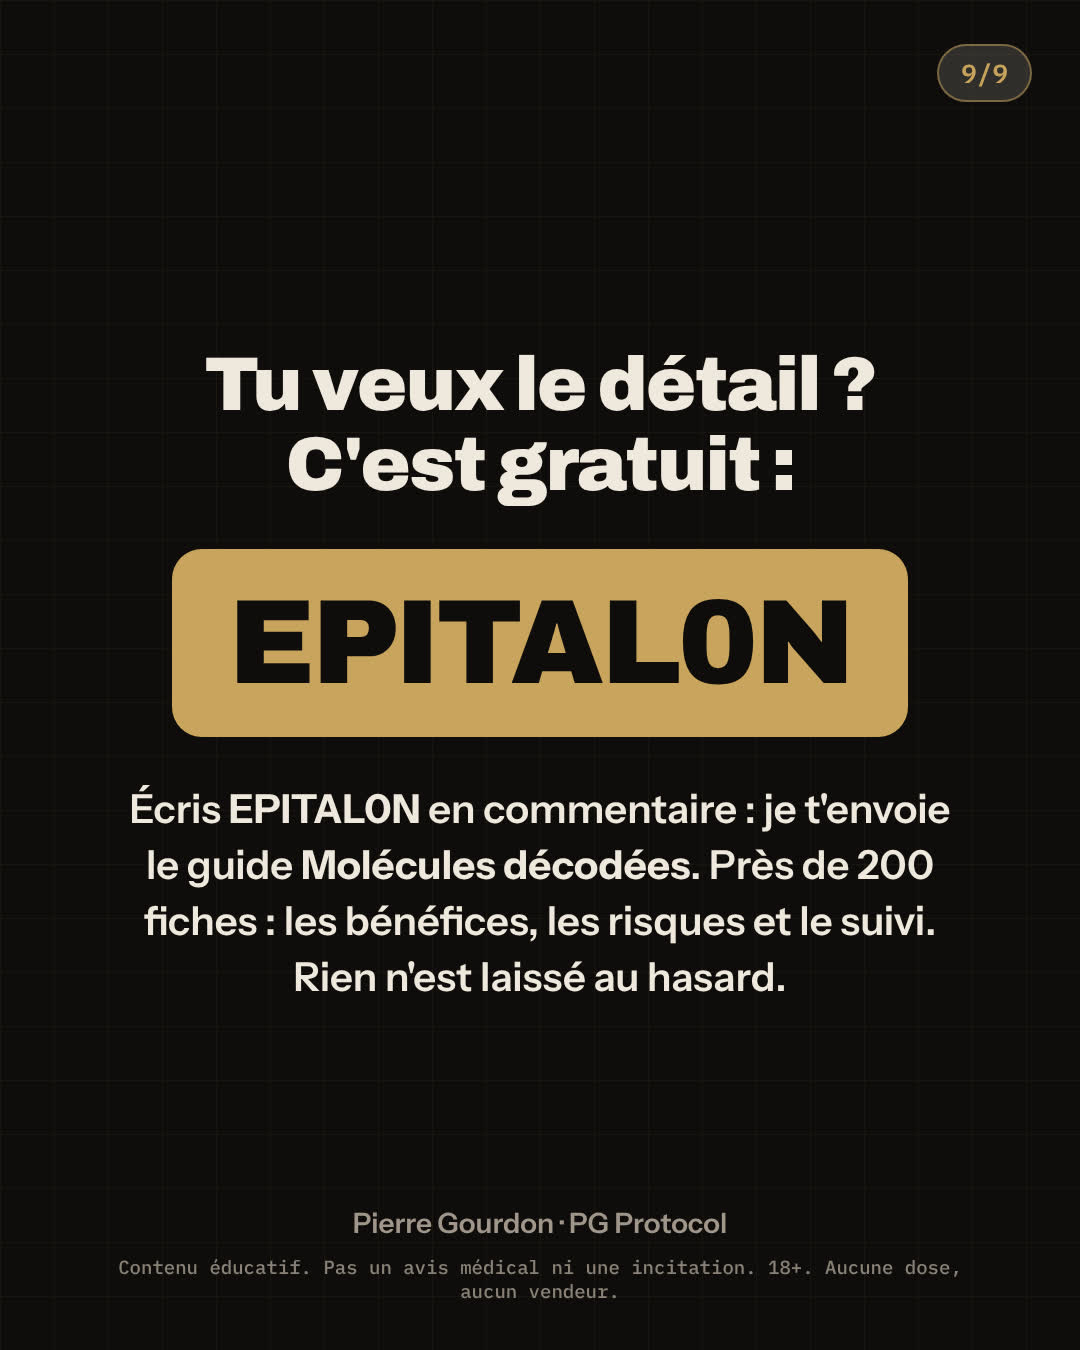 9/9
Tu veux le détail ?
C'est gratuit :
EPITAL0N
Écris EPITAL0N en commentaire : je t'envoie
le guide Molécules décodées. Près de 200
fiches : les bénéfices, les risques et le suivi.
Rien n'est laissé au hasard.
Pierre Gourdon · PG Protocol
Contenu éducatif. Pas un avis médical ni une incitation. 18+. Aucune dose,
aucun vendeur.